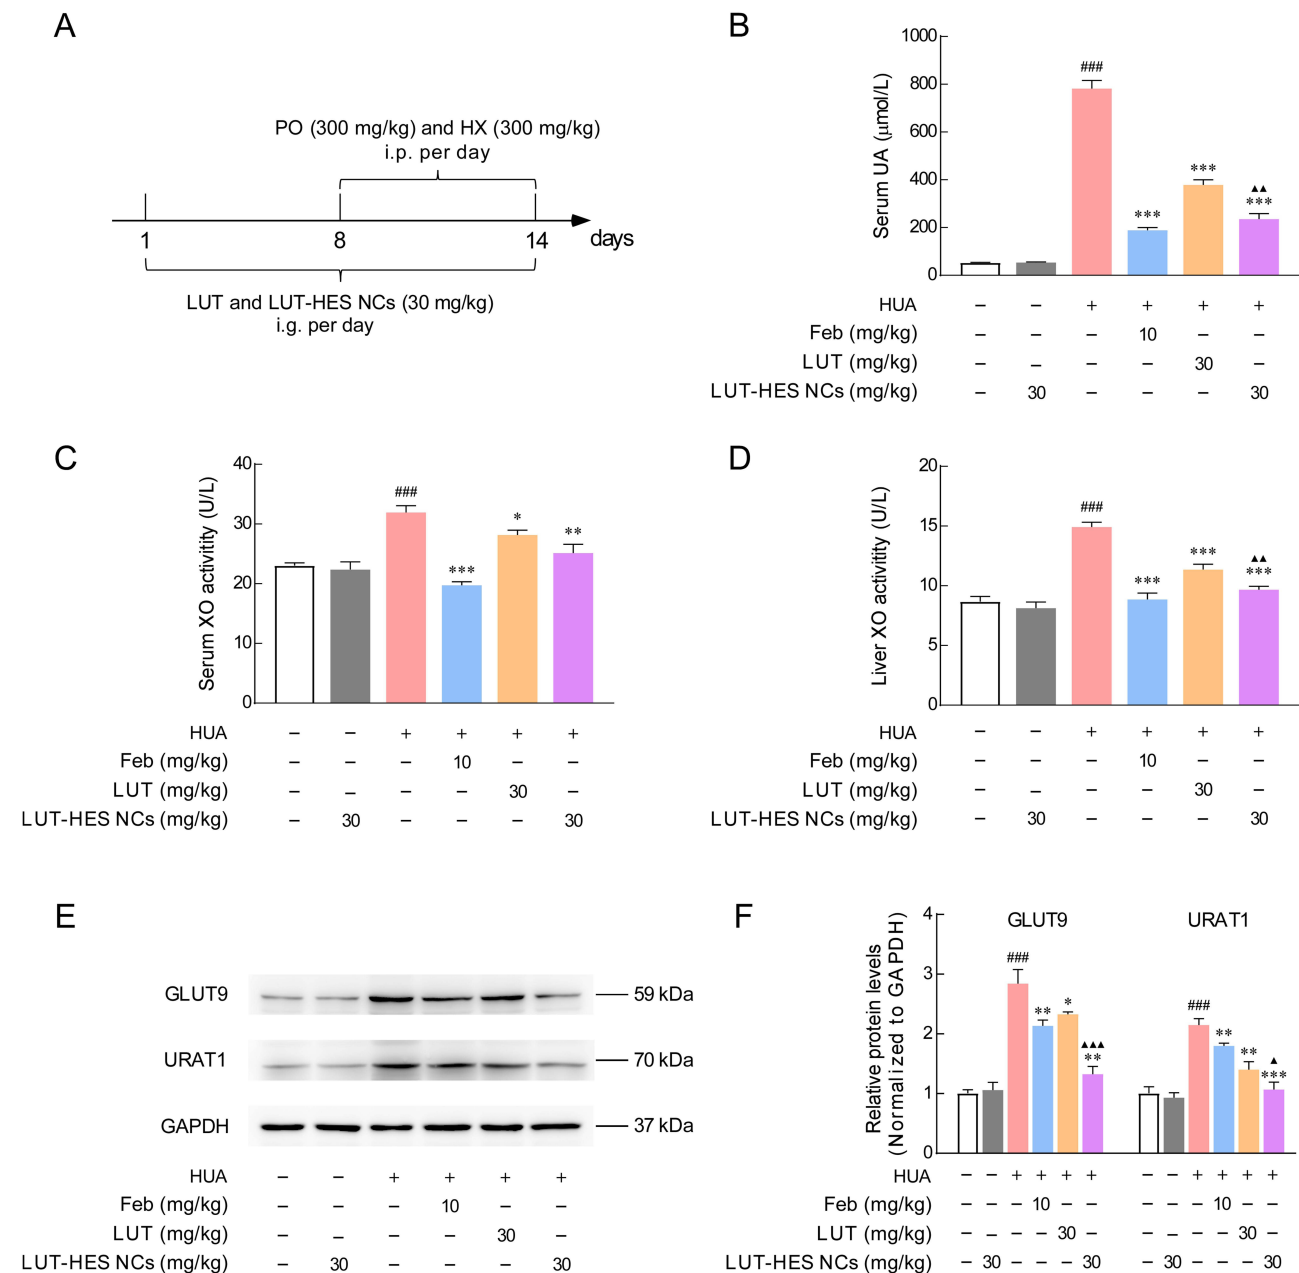 A
PO (300 mg/kg) and HX (300 mg/kg)
i.p. per day
1 8 14 days
LUT and LUT-HES NCs (30 mg/kg)
i.g. per day
B
Serum UA (μmol/L)
1000
800
600
400
200
0
###
***
***
▲▲
***
HUA – – + + + +
Feb (mg/kg) – – – 10 – –
LUT (mg/kg) – – – – 30 –
LUT-HES NCs (mg/kg) – 30 – – – 30
C
Serum XO activitity (U/L)
40
30
20
10
0
###
***
*
**
HUA – – + + + +
Feb (mg/kg) – – – 10 – –
LUT (mg/kg) – – – – 30 –
LUT-HES NCs (mg/kg) – 30 – – – 30
D
Liver XO activitity (U/L)
20
15
10
5
0
###
***
***
▲▲
***
HUA – – + + + +
Feb (mg/kg) – – – 10 – –
LUT (mg/kg) – – – – 30 –
LUT-HES NCs (mg/kg) – 30 – – – 30
E
GLUT9 59 kDa
URAT1 70 kDa
GAPDH 37 kDa
HUA – – + + + +
Feb (mg/kg) – – – 10 – –
LUT (mg/kg) – – – – 30 –
LUT-HES NCs (mg/kg) – 30 – – – 30
F
Relative protein levels
(Normalized to GAPDH)
4
3
2
1
0
GLUT9 URAT1
###
**
*
▲▲▲
**
###
**
**
▲
***
HUA – – + + + + – – + + + +
Feb (mg/kg) – – – 10 – – – – – 10 – –
LUT (mg/kg) – – – – 30 – – – – – 30 –
LUT-HES NCs (mg/kg) – 30 – – – 30 – 30 – – – 30